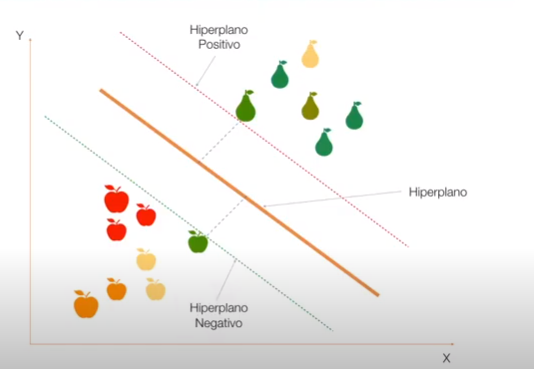 Hiperplano
Positivo
Y
Hiperplano
Hiperplano
Negativo
X